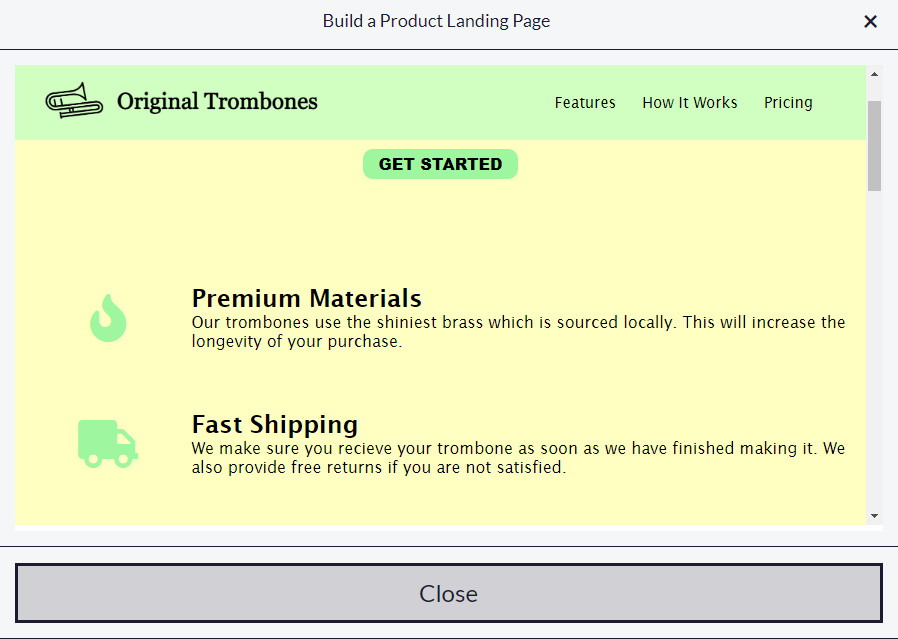 Build a Product Landing Page
×
Original Trombones
Features How It Works Pricing
GET STARTED
Premium Materials
Our trombones use the shiniest brass which is sourced locally. This will increase the
longevity of your purchase.
Fast Shipping
We make sure you recieve your trombone as soon as we have finished making it. We
also provide free returns if you are not satisfied.
Close